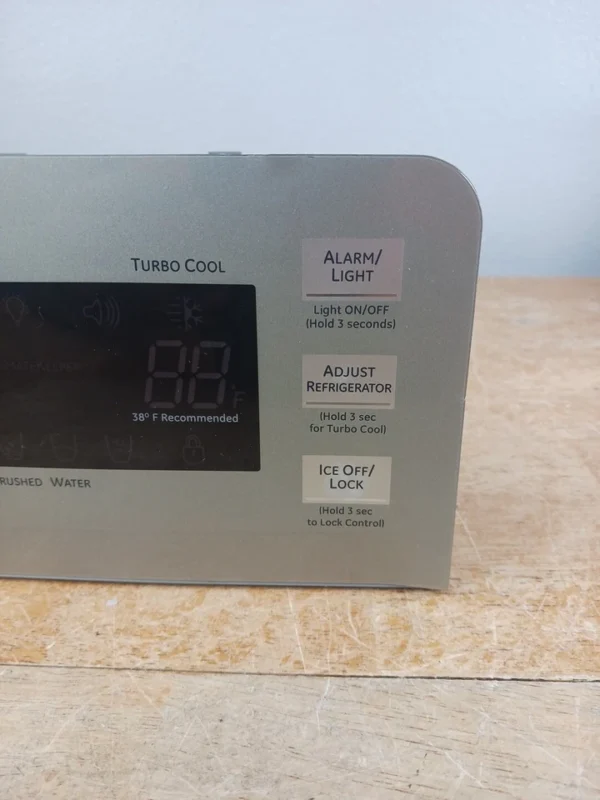 TURBO COOL
ALARM/
LIGHT
Light ON/OFF
(Hold 3 seconds)
88
°F
38° F Recommended
ADJUST
REFRIGERATOR
(Hold 3 sec
for Turbo Cool)
RUSHED WATER
ICE OFF/
LOCK
(Hold 3 sec
to Lock Control)